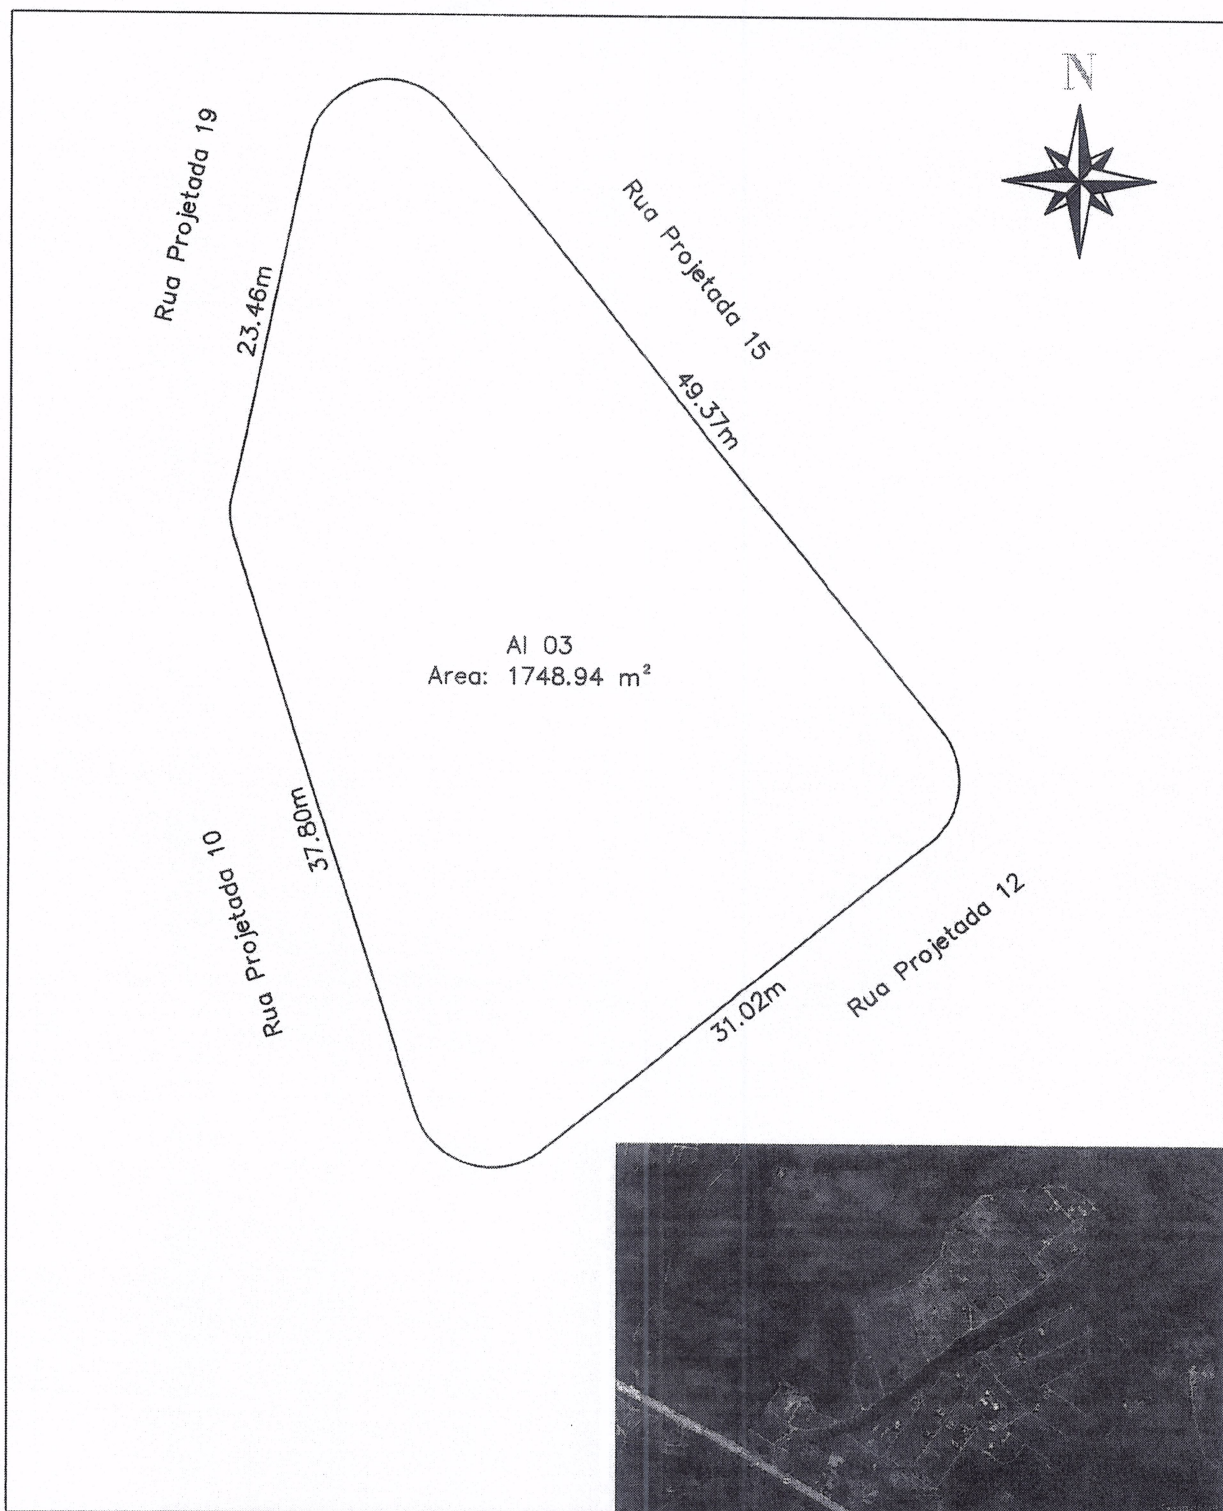 N
Rua Projetada 19
23.46m
Rua Projetada 15
49.37m
AI 03
Area: 1748.94 m²
37.80m
Rua Projetada 10
31.02m
Rua Projetada 12